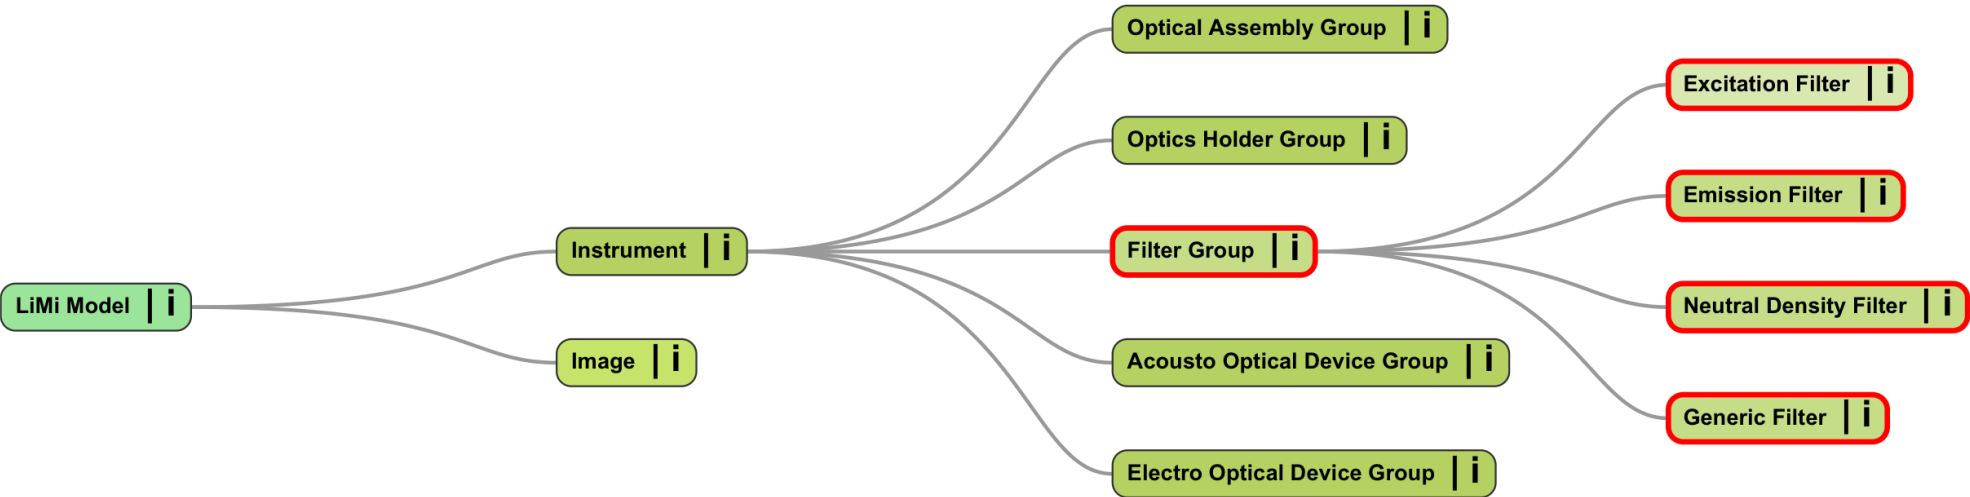 Optical Assembly Group | i
Excitation Filter | i
Optics Holder Group | i
Emission Filter | i
Instrument | i
Filter Group | i
LiMi Model | i
Neutral Density Filter | i
Image | i
Acousto Optical Device Group | i
Generic Filter | i
Electro Optical Device Group | i